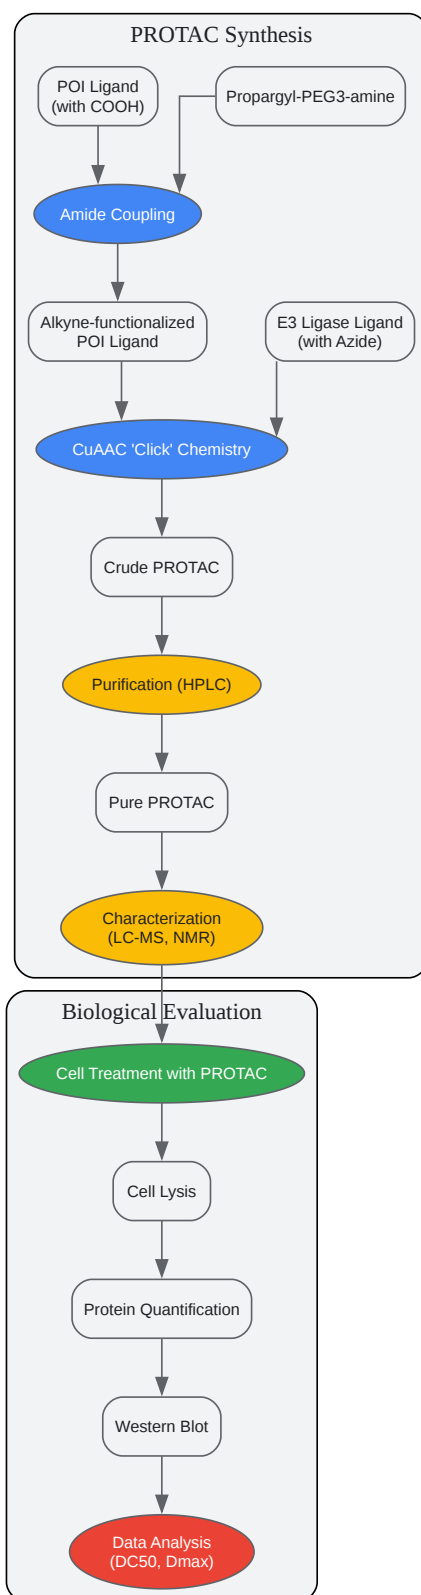 PROTAC Synthesis
POI Ligand
(with COOH)
Propargyl-PEG3-amine
Amide Coupling
Alkyne-functionalized
POI Ligand
E3 Ligase Ligand
(with Azide)
CuAAC 'Click' Chemistry
Crude PROTAC
Purification (HPLC)
Pure PROTAC
Characterization
(LC-MS, NMR)
Biological Evaluation
Cell Treatment with PROTAC
Cell Lysis
Protein Quantification
Western Blot
Data Analysis
(DC50, Dmax)